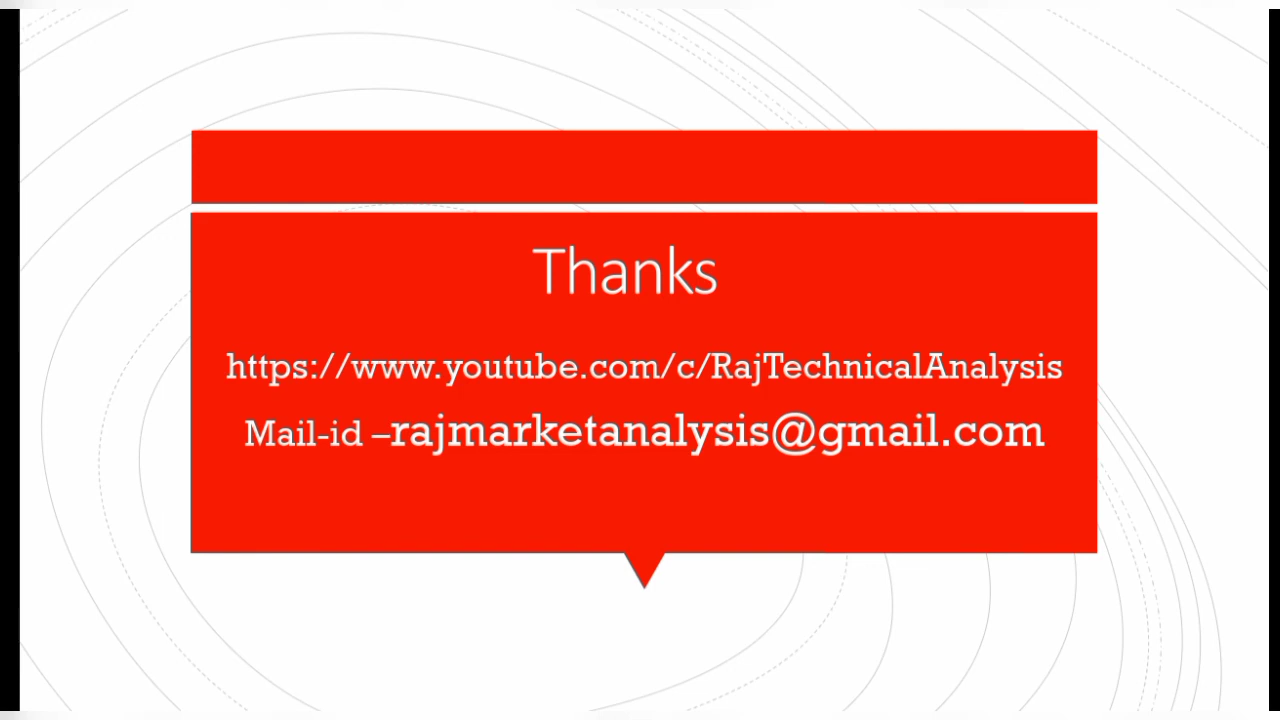 Thanks
https://www.youtube.com/c/RajTechnicalAnalysis
Mail-id –rajmarketanalysis@gmail.com